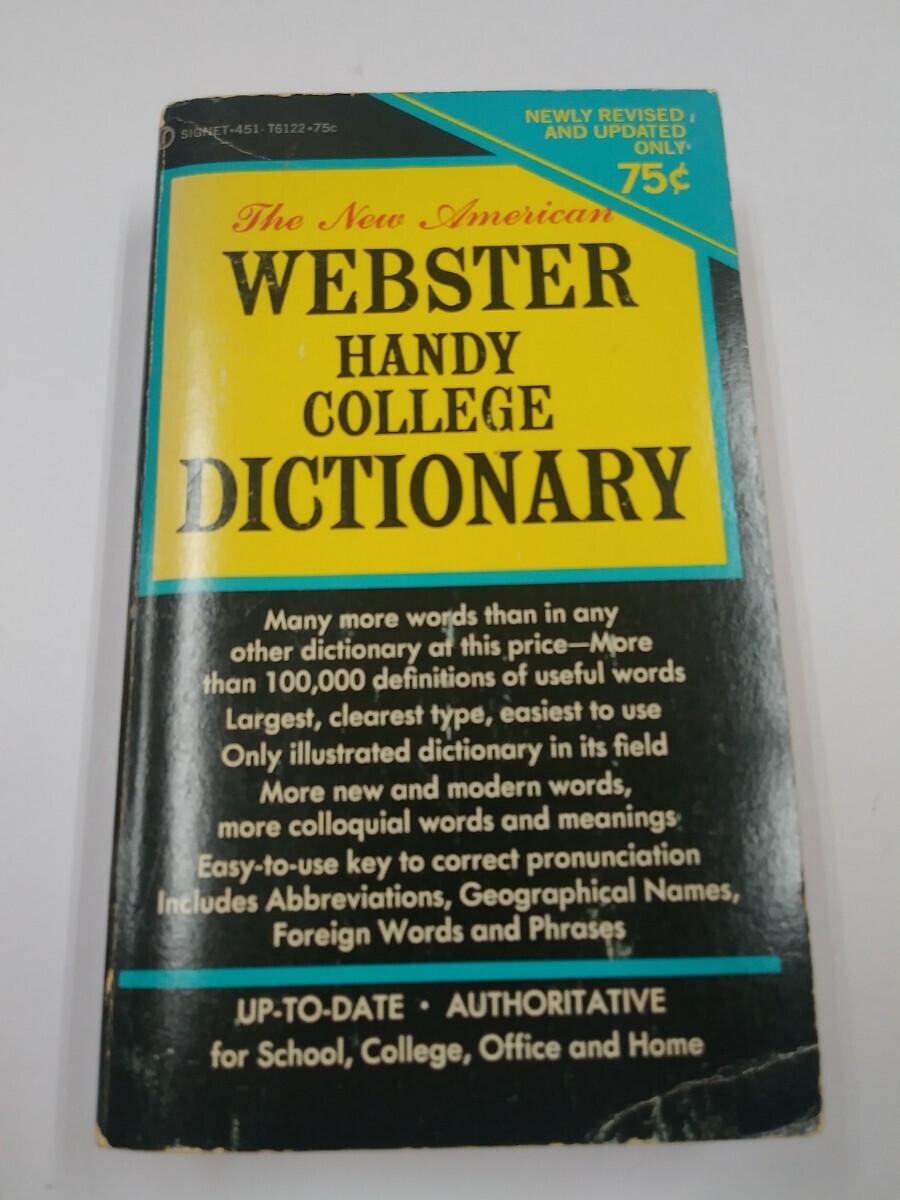 SIGNET•451-T6122•75c
NEWLY REVISED
AND UPDATED
ONLY
75¢
The New American
WEBSTER
HANDY
COLLEGE
DICTIONARY
Many more words than in any
other dictionary at this price—More
than 100,000 definitions of useful words
Largest, clearest type, easiest to use
Only illustrated dictionary in its field
More new and modern words,
more colloquial words and meanings
Easy-to-use key to correct pronunciation
Includes Abbreviations, Geographical Names,
Foreign Words and Phrases
UP-TO-DATE • AUTHORITATIVE
for School, College, Office and Home